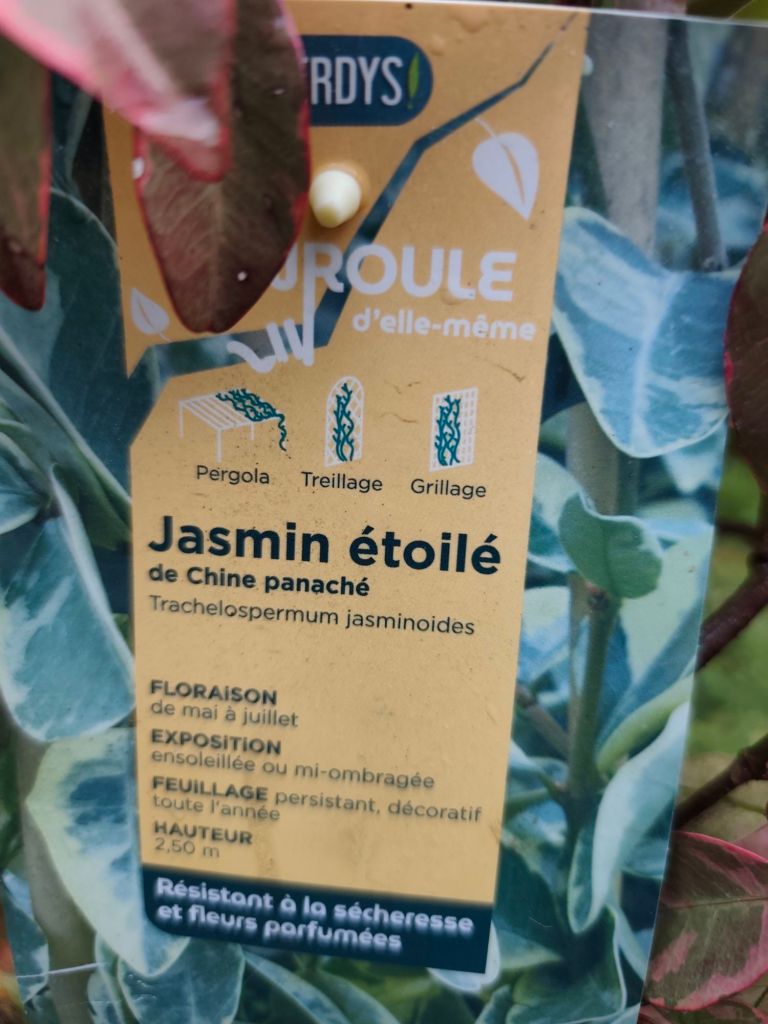 RDYS
ROULE
d'elle-même
Pergola Treillage Grillage
Jasmin étoilé
de Chine panaché
Trachelospermum jasminoides
FLORAISON
de mai à juillet
EXPOSITION
ensoleillée ou mi-ombragée
FEUILLAGE persistant, décoratif
toute l'année
HAUTEUR
2,50 m
Résistant à la sécheresse
et fleurs parfumées